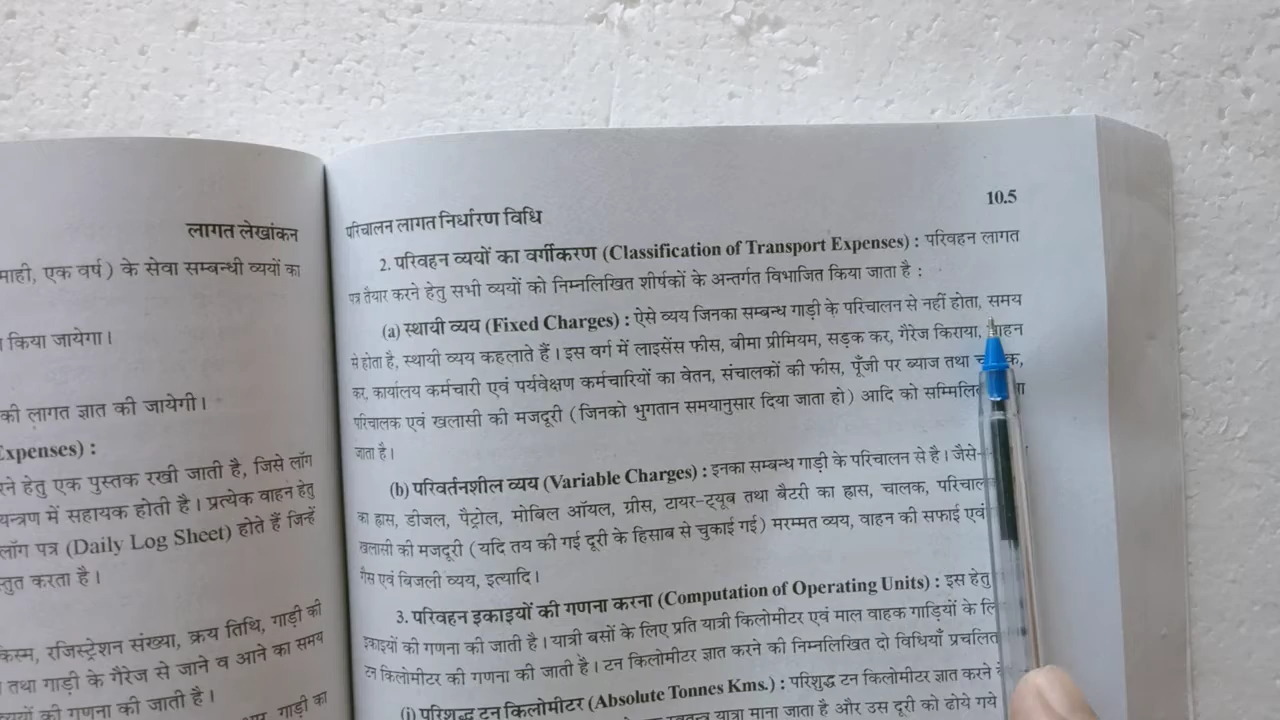 लागत लेखांकन
माही, एक वर्ष) के सेवा सम्बन्धी व्ययों का
किया जायेगा।
की लागत ज्ञात की जायेगी।
Expenses) :
रने हेतु एक पुस्तक रखी जाती है, जिसे लॉग
यन्त्रण में सहायक होती है। प्रत्येक वाहन हेतु
लॉग पत्र (Daily Log Sheet) होते हैं जिन्हें
स्तुत करता है।
किस्म, रजिस्ट्रेशन संख्या, क्रय तिथि, गाड़ी की
तथा गाड़ी के गैरेज से जाने व आने का समय
व्ययों की गणना की जाती है।
गाड़ी का
परिचालन लागत निर्धारण विधि 10.5
2. परिवहन व्ययों का वर्गीकरण (Classification of Transport Expenses) : परिवहन लागत
पत्र तैयार करने हेतु सभी व्ययों को निम्नलिखित शीर्षकों के अन्तर्गत विभाजित किया जाता है :
(a) स्थायी व्यय (Fixed Charges) : ऐसे व्यय जिनका सम्बन्ध गाड़ी के परिचालन से नहीं होता, समय
से होता है, स्थायी व्यय कहलाते हैं। इस वर्ग में लाइसेंस फीस, बीमा प्रीमियम, सड़क कर, गैरेज किराया, वाहन
कर, कार्यालय कर्मचारी एवं पर्यवेक्षण कर्मचारियों का वेतन, संचालकों की फीस, पूँजी पर ब्याज तथा
परिचालक एवं खलासी की मजदूरी (जिनको भुगतान समयानुसार दिया जाता हो) आदि को
जाता है।
(b) परिवर्तनशील व्यय (Variable Charges) : इनका सम्बन्ध गाड़ी के परिचालन से है। जैसे-
का ह्रास, डीजल, पैट्रोल, मोबिल ऑयल, ग्रीस, टायर-ट्यूब तथा बैटरी का ह्रास, चालक,
खलासी की मजदूरी (यदि तय की गई दूरी के हिसाब से चुकाई गई) मरम्मत व्यय, वाहन की सफाई एवं
गैस एवं बिजली व्यय, इत्यादि।
3. परिवहन इकाइयों की गणना करना (Computation of Operating Units) : इस हेतु
इकाइयों की गणना की जाती है। यात्री बसों के लिए प्रति यात्री किलोमीटर एवं माल वाहक गाड़ियों के
टन किलोमीटर की गणना की जाती है। टन किलोमीटर ज्ञात करने की निम्नलिखित दो विधियाँ प्रचलित
(i) परिशुद्ध टन किलोमीटर (Absolute Tonnes Kms.) : परिशुद्ध टन किलोमीटर ज्ञात करने
यात्रा माना जाता है और उस दूरी को ढोये गये